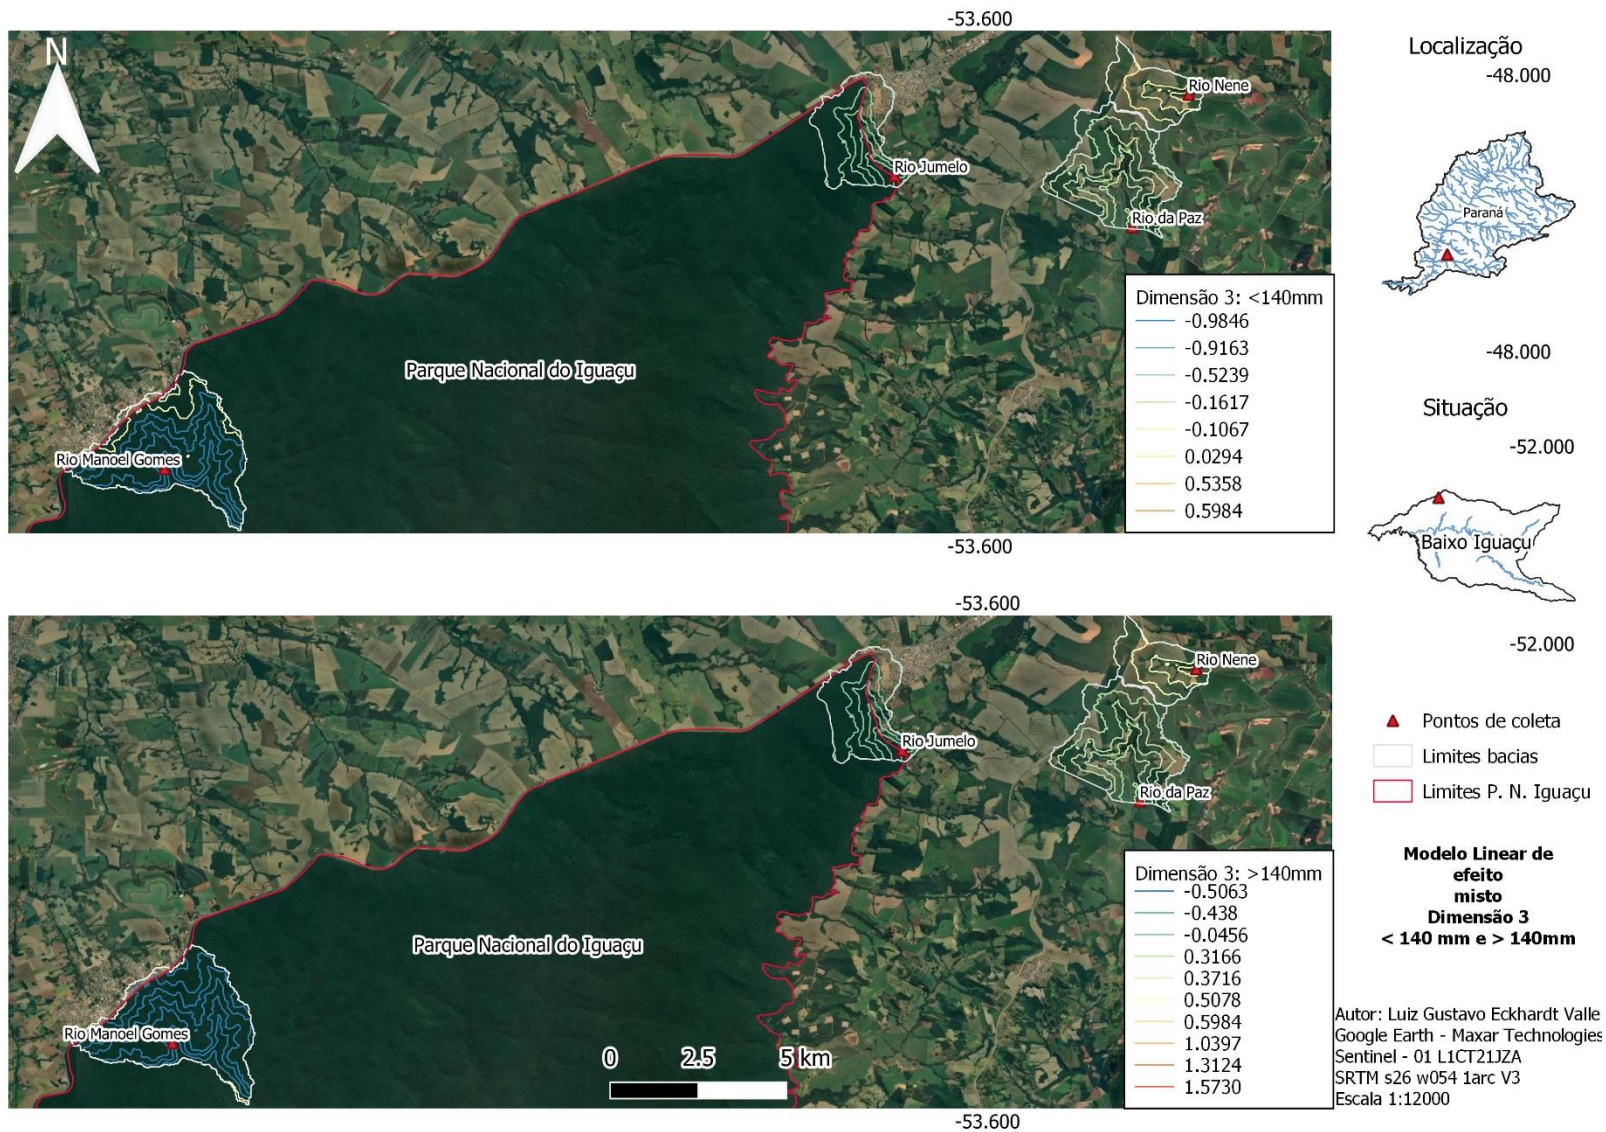 -53.600
N
Rio Nene
Rio Jumelo
Rio da Paz
Parque Nacional do Iguaçu
Rio Manoel Gomes
Dimensão 3: <140mm
-0.9846
-0.9163
-0.5239
-0.1617
-0.1067
0.0294
0.5358
0.5984
-53.600
Localização
-48.000
Paraná
-48.000
Situação
-52.000
Baixo Iguaçu
-52.000
-53.600
Rio Nene
Rio Jumelo
Rio da Paz
Parque Nacional do Iguaçu
Rio Manoel Gomes
0 2.5 5 km
Dimensão 3: >140mm
-0.5063
-0.438
-0.0456
0.3166
0.3716
0.5078
0.5984
1.0397
1.3124
1.5730
-53.600
Pontos de coleta
Limites bacias
Limites P. N. Iguaçu
Modelo Linear de
efeito
misto
Dimensão 3
< 140 mm e > 140mm
Autor: Luiz Gustavo Eckhardt Valle
Google Earth - Maxar Technologies
Sentinel - 01 L1CT21JZA
SRTM s26 w054 1arc V3
Escala 1:12000